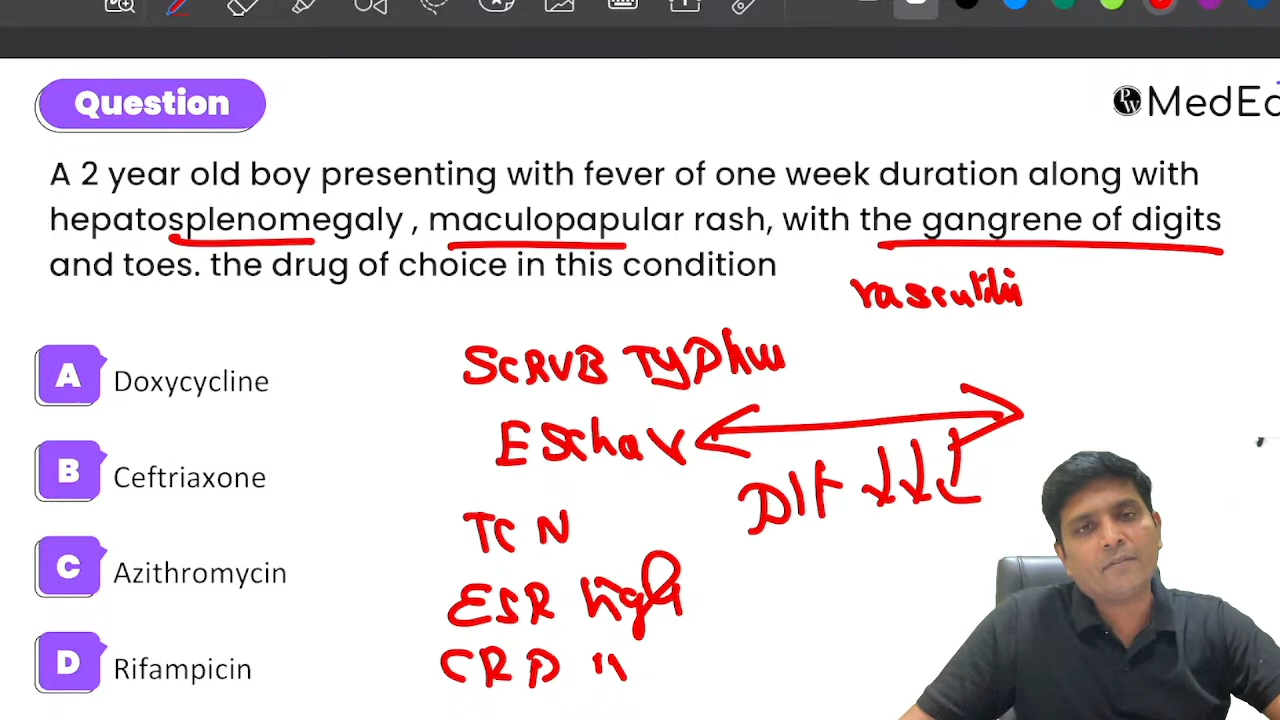 Question
PW MedEd
A 2 year old boy presenting with fever of one week duration along with
hepatosplenomegaly , maculopapular rash, with the gangrene of digits
and toes. the drug of choice in this condition
vasculitis
A Doxycycline
SCRUB Typhus
Eschar
B Ceftriaxone
TC N
C Azithromycin
ESR high
D Rifampicin
CRP "